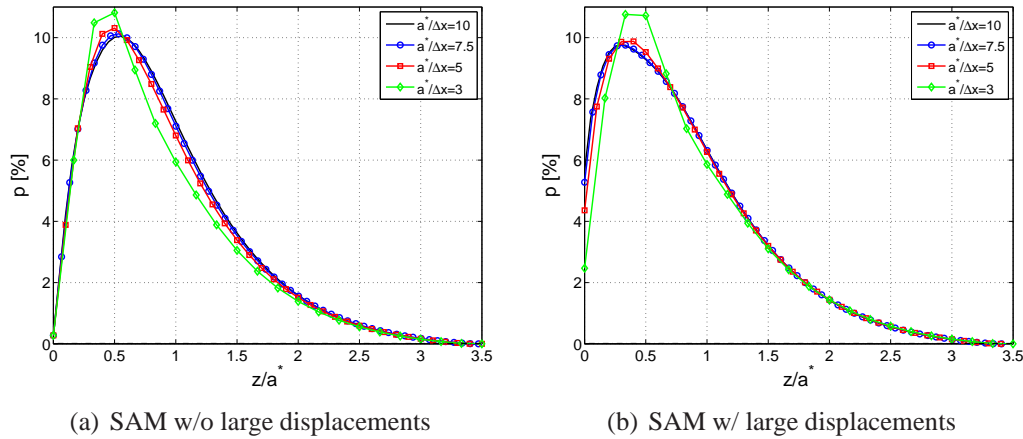 p [%]
10
8
6
4
2
0
0 0.5 1 1.5 2 2.5 3 3.5
z/a*
a*/Δx=10
a*/Δx=7.5
a*/Δx=5
a*/Δx=3
(a) SAM w/o large displacements
p [%]
10
8
6
4
2
0
0 0.5 1 1.5 2 2.5 3 3.5
z/a*
a*/Δx=10
a*/Δx=7.5
a*/Δx=5
a*/Δx=3
(b) SAM w/ large displacements